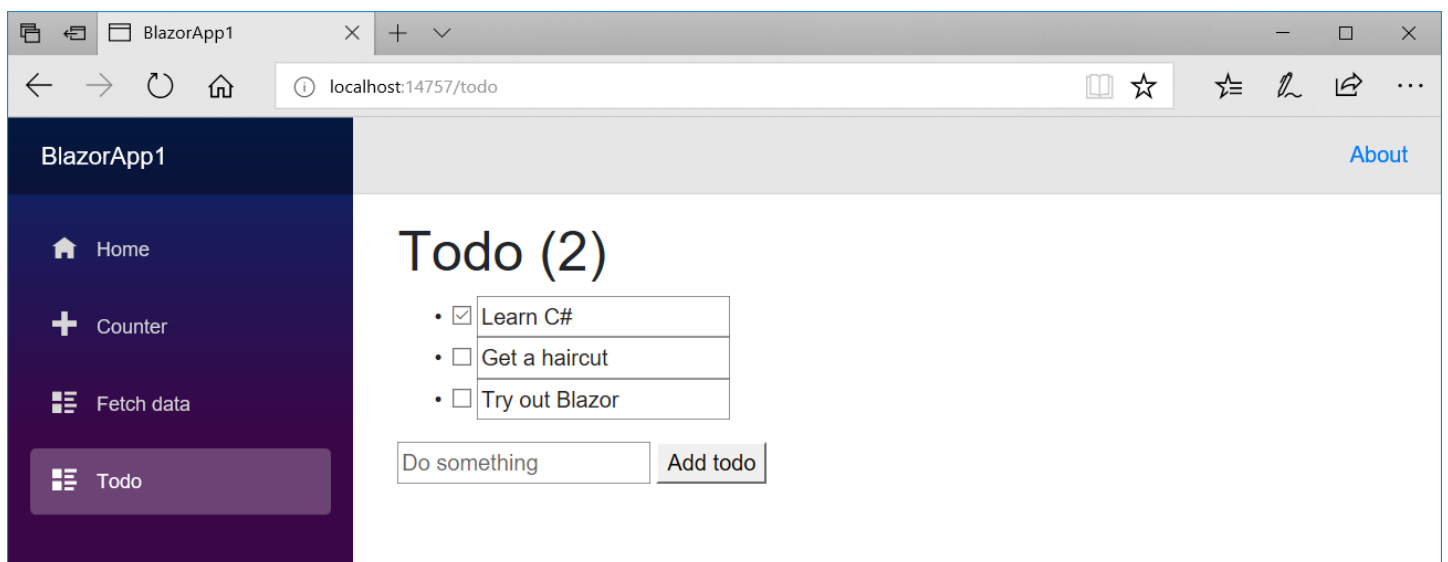 BlazorApp1
localhost:14757/todo
BlazorApp1
About
Home
Counter
Fetch data
Todo
Todo (2)
Learn C#
Get a haircut
Try out Blazor
Do something
Add todo